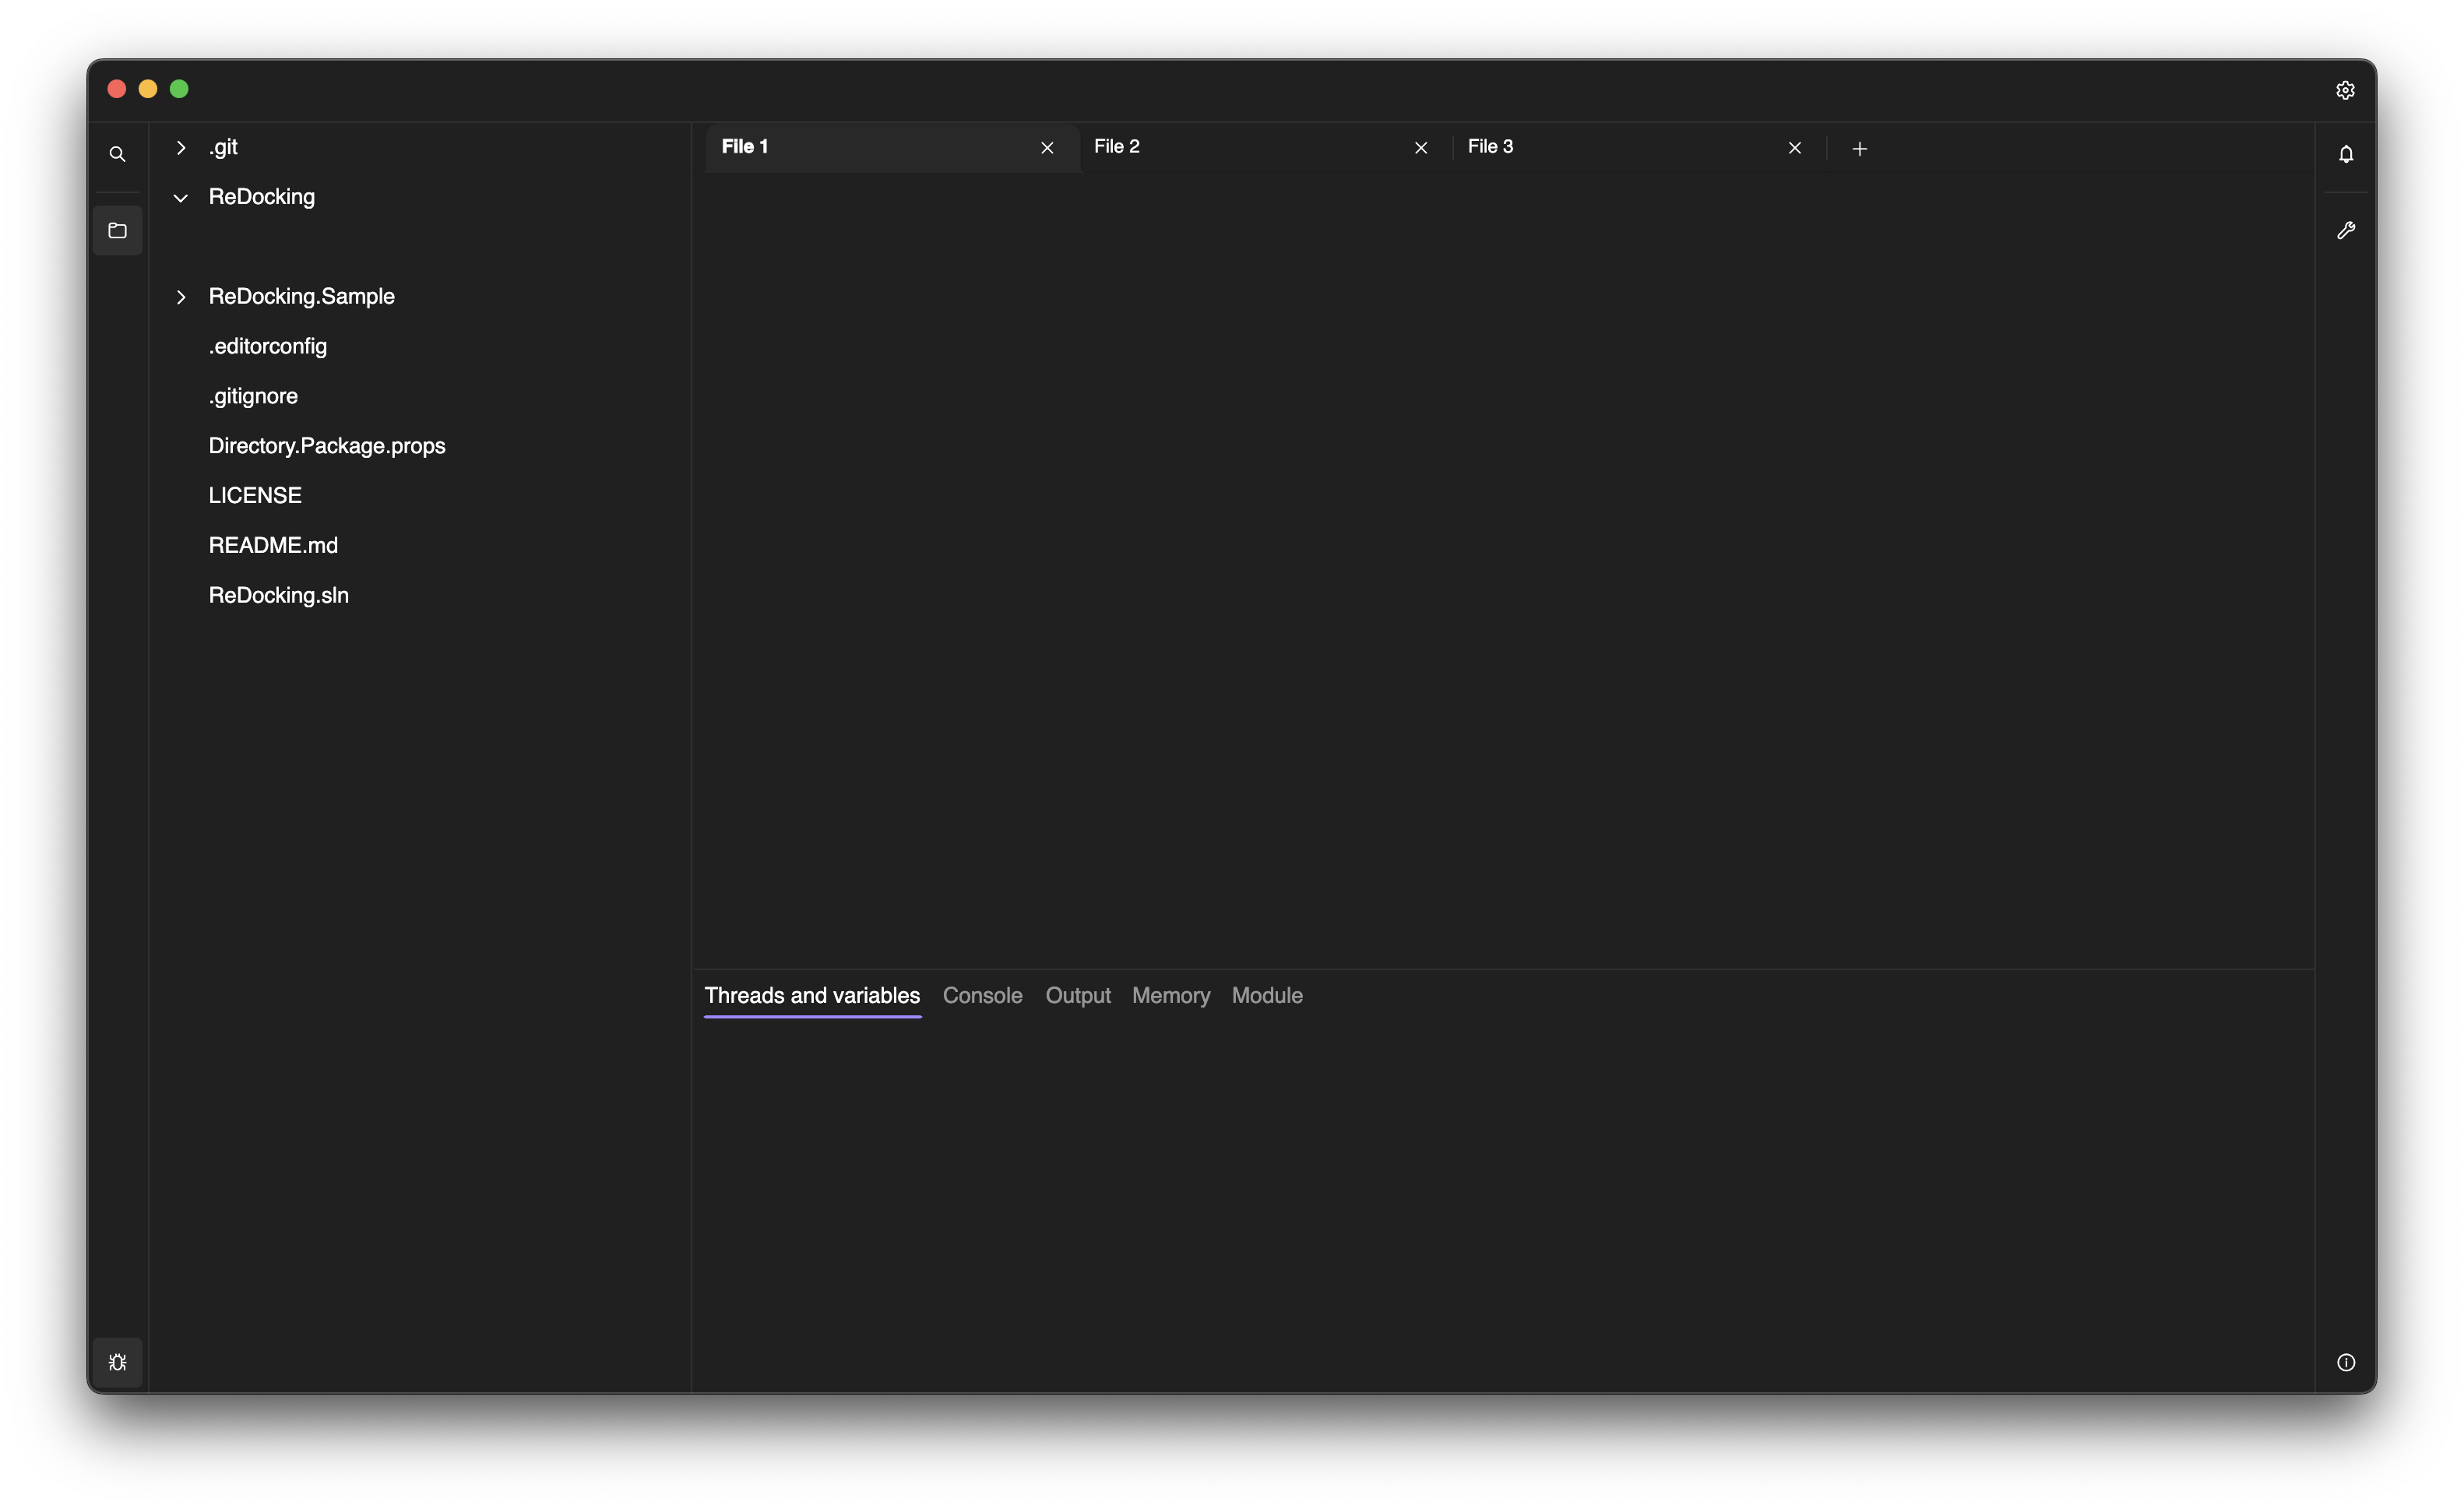 .git
ReDocking
ReDocking.Sample
.editorconfig
.gitignore
Directory.Package.props
LICENSE
README.md
ReDocking.sln
File 1
File 2
File 3
Threads and variables
Console
Output
Memory
Module